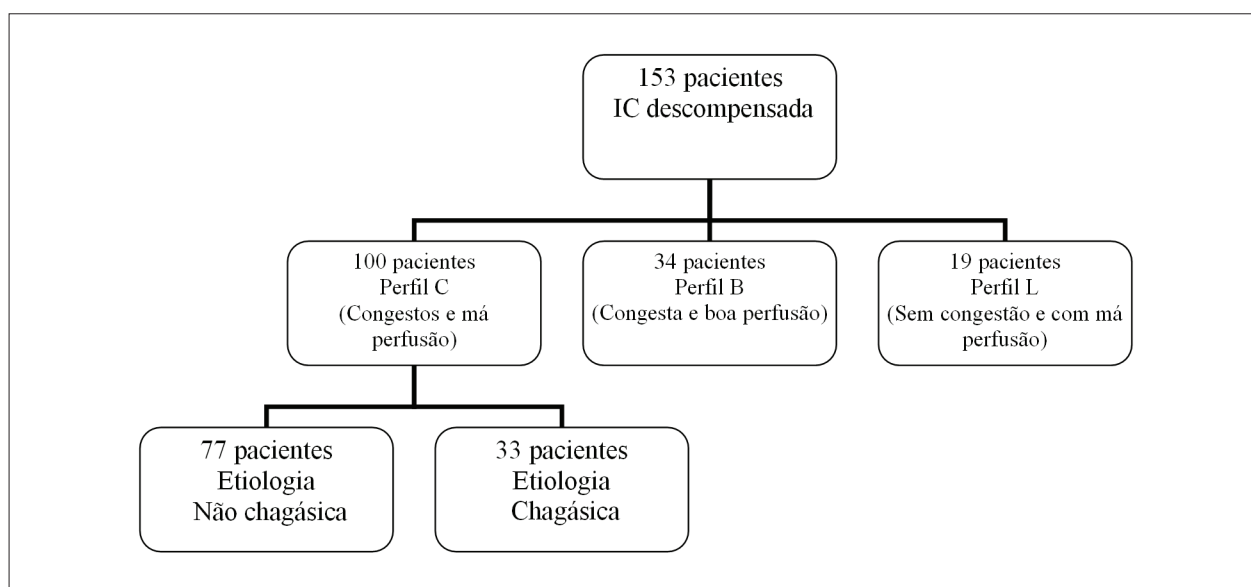 153 pacientes
IC descompensada
100 pacientes
Perfil C
(Congestos e má
perfusão)
34 pacientes
Perfil B
(Congesta e boa perfusão)
19 pacientes
Perfil L
(Sem congestão e com má
perfusão)
77 pacientes
Etiologia
Não chagásica
33 pacientes
Etiologia
Chagásica